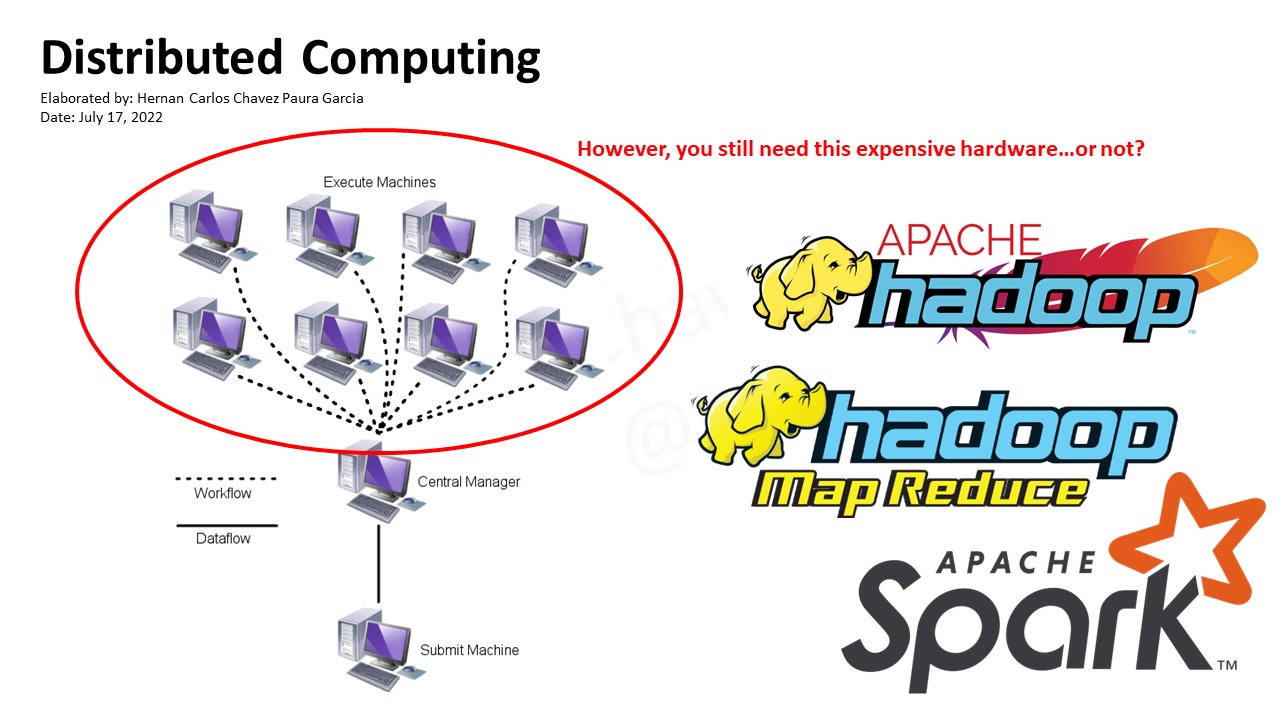 Distributed Computing
Elaborated by: Hernan Carlos Chavez Paura Garcia
Date: July 17, 2022
However, you still need this expensive hardware…or not?
Execute Machines
APACHE
hadoop
TM
hadoop
Map Reduce
Central Manager
Workflow
Dataflow
APACHE
Spark
TM
Submit Machine